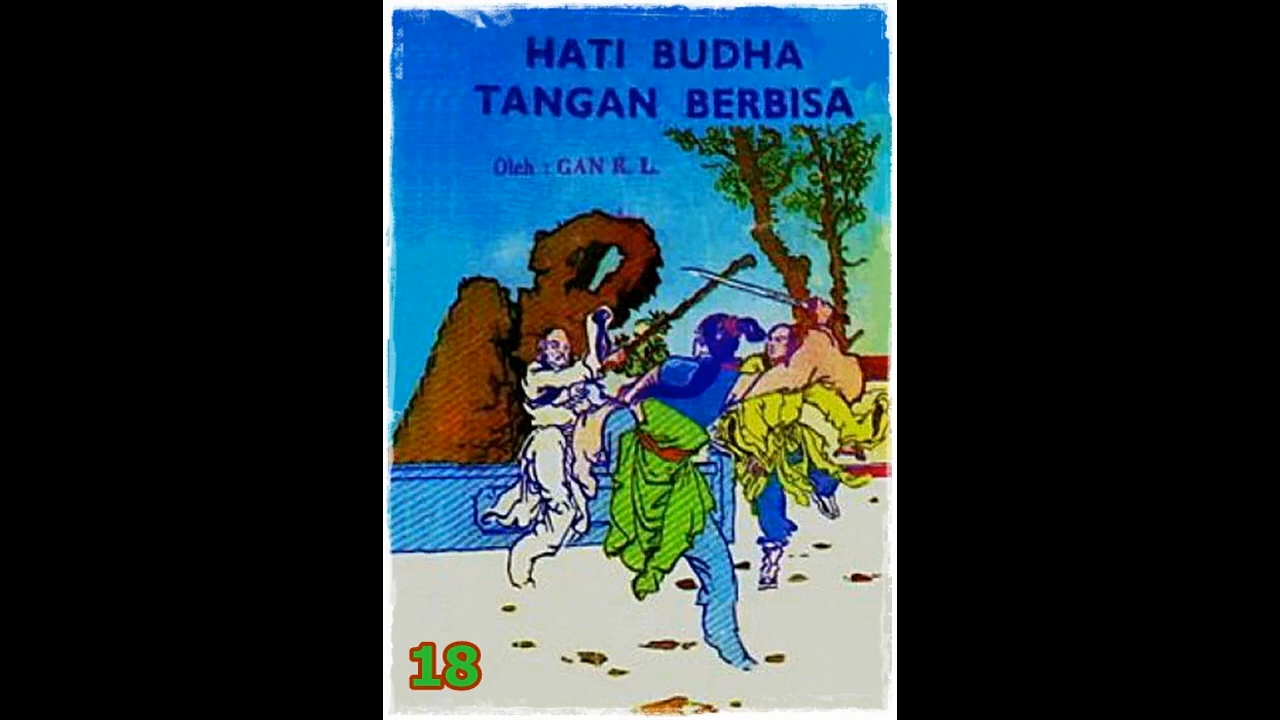 HATI BUDHA
TANGAN BERBISA
Oleh : GAN K. L.
18